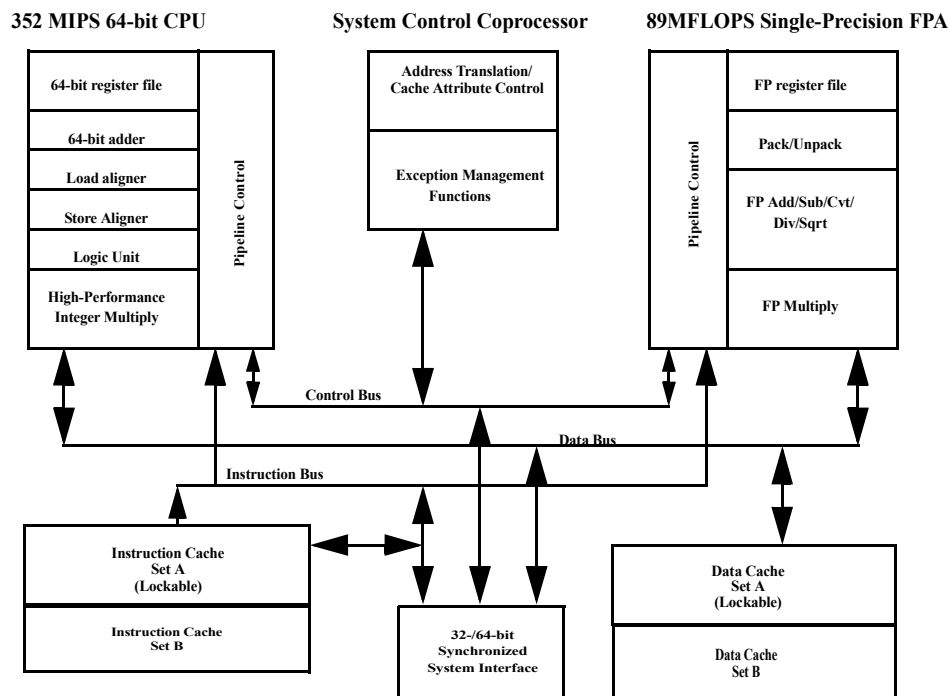 352 MIPS 64-bit CPU
System Control Coprocessor
89MFLOPS Single-Precision FPA
64-bit register file
64-bit adder
Load aligner
Store Aligner
Logic Unit
High-Performance
Integer Multiply
Pipeline Control
Address Translation/
Cache Attribute Control
Exception Management
Functions
Pipeline Control
FP register file
Pack/Unpack
FP Add/Sub/Cvt/
Div/Sqrt
FP Multiply
Control Bus
Data Bus
Instruction Bus
Instruction Cache
Set A
(Lockable)
Instruction Cache
Set B
32-/64-bit
Synchronized
System Interface
Data Cache
Set A
(Lockable)
Data Cache
Set B